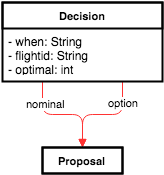 Decision
- when: String
- flightid: String
- optimal: int
nominal
option
Proposal